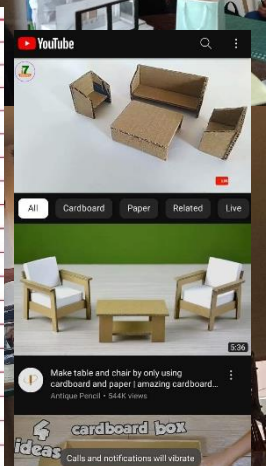 YouTube
7
All
Cardboard
Paper
Related
Live
5:36
Make table and chair by only using
cardboard and paper | amazing cardboard...
Antique Pencil • 544K views
4 cardboard box
ideas
Calls and notifications will vibrate